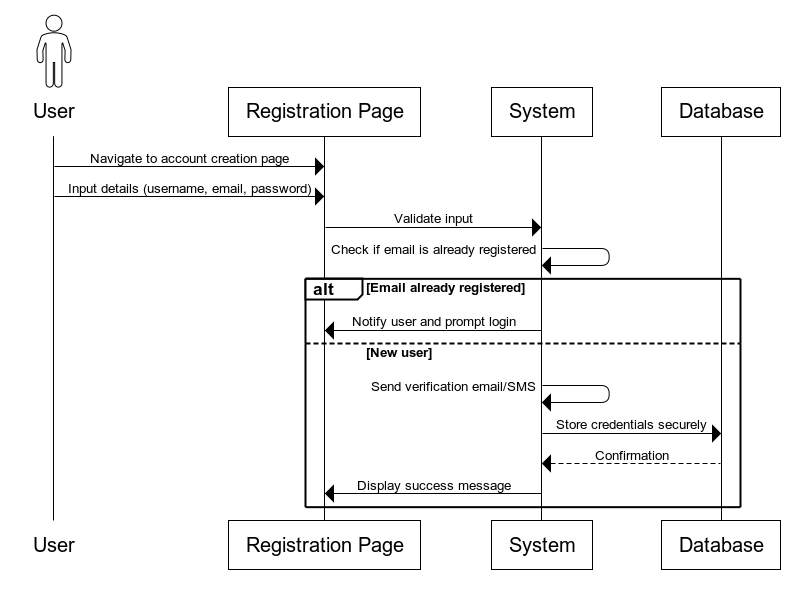 User
Registration Page
System
Database
Navigate to account creation page
Input details (username, email, password)
Validate input
Check if email is already registered
alt
[Email already registered]
Notify user and prompt login
[New user]
Send verification email/SMS
Store credentials securely
Confirmation
Display success message
User
Registration Page
System
Database